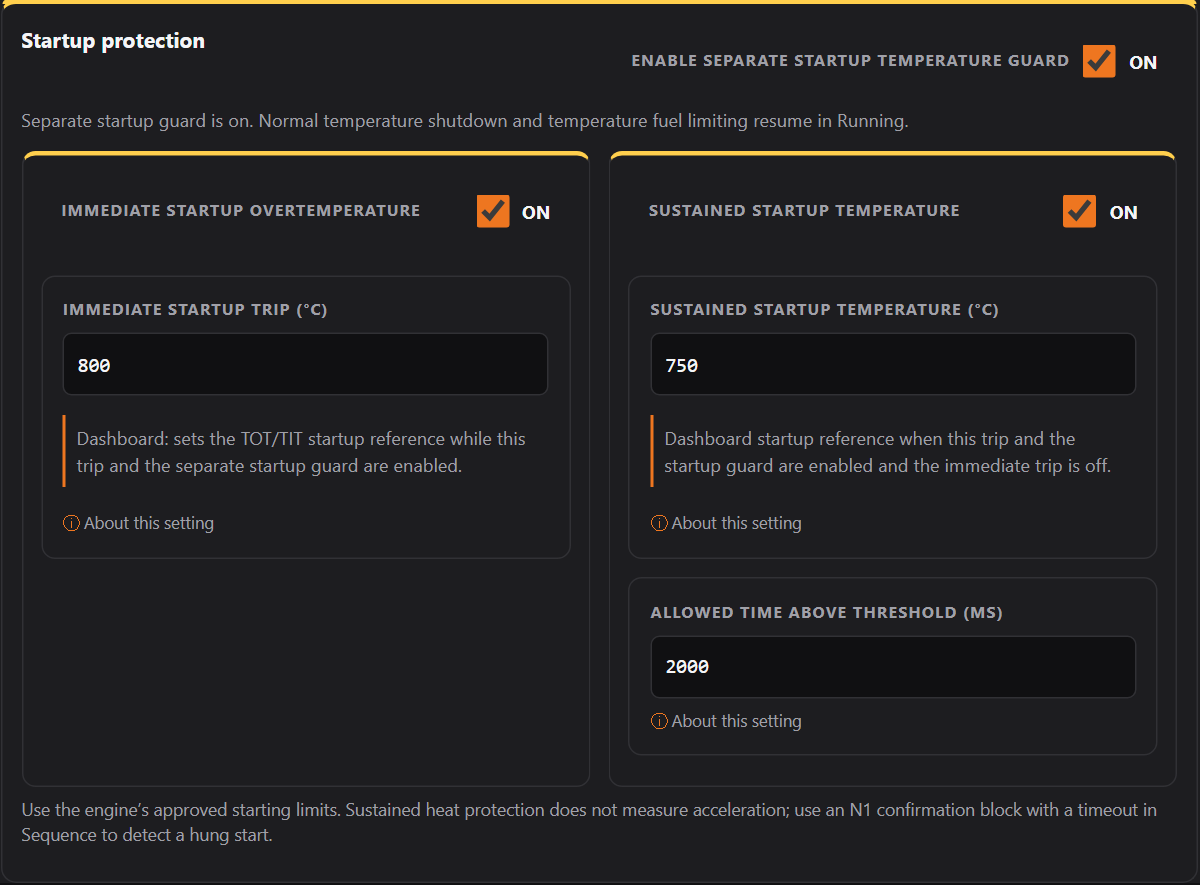 Startup protection
ENABLE SEPARATE STARTUP TEMPERATURE GUARD ON
Separate startup guard is on. Normal temperature shutdown and temperature fuel limiting resume in Running.
IMMEDIATE STARTUP OVERTEMPERATURE ON
IMMEDIATE STARTUP TRIP (°C)
800
Dashboard: sets the TOT/TIT startup reference while this
trip and the separate startup guard are enabled.
ⓘ About this setting
SUSTAINED STARTUP TEMPERATURE ON
SUSTAINED STARTUP TEMPERATURE (°C)
750
Dashboard startup reference when this trip and the
startup guard are enabled and the immediate trip is off.
ⓘ About this setting
ALLOWED TIME ABOVE THRESHOLD (MS)
2000
ⓘ About this setting
Use the engine’s approved starting limits. Sustained heat protection does not measure acceleration; use an N1 confirmation block with a timeout in
Sequence to detect a hung start.